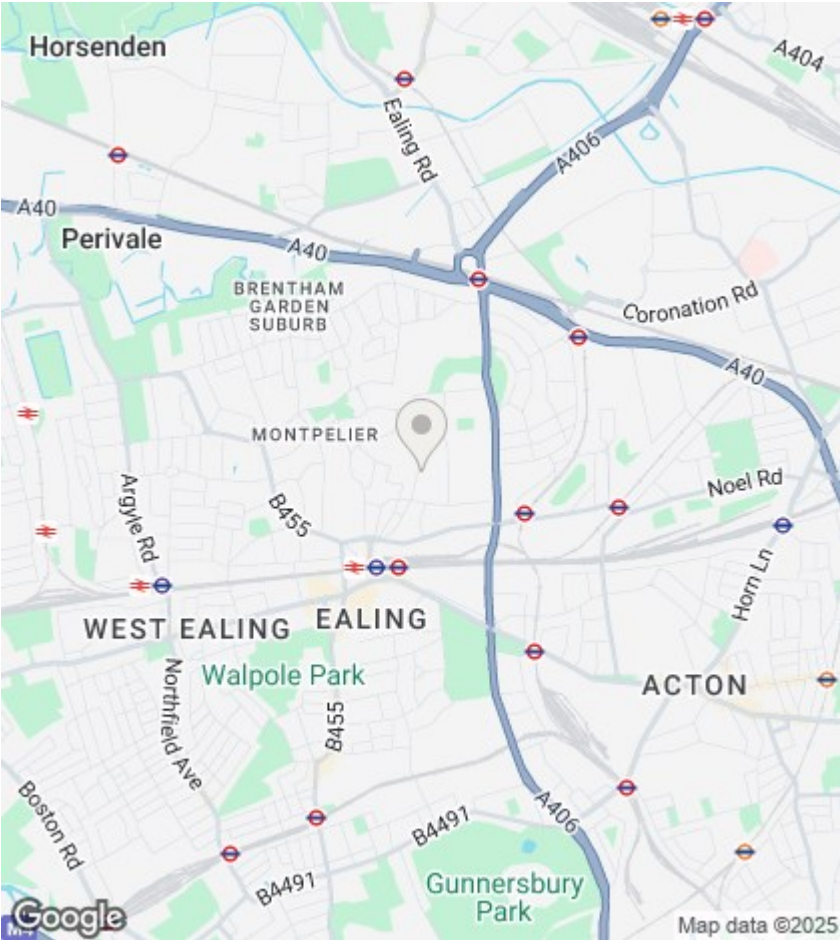 Horsenden
A404
Ealing Rd
A406
A40
Perivale
A40
BRENTHAM
GARDEN
SUBURB
Coronation Rd
A40
MONTPELIER
Argyle Rd
B455
Noel Rd
Horn Ln
WEST EALING
EALING
Walpole Park
ACTON
Northfield Ave
B455
Boston Rd
A406
B4491
B4491
Gunnersbury
Park
M4
Google
Map data ©2025